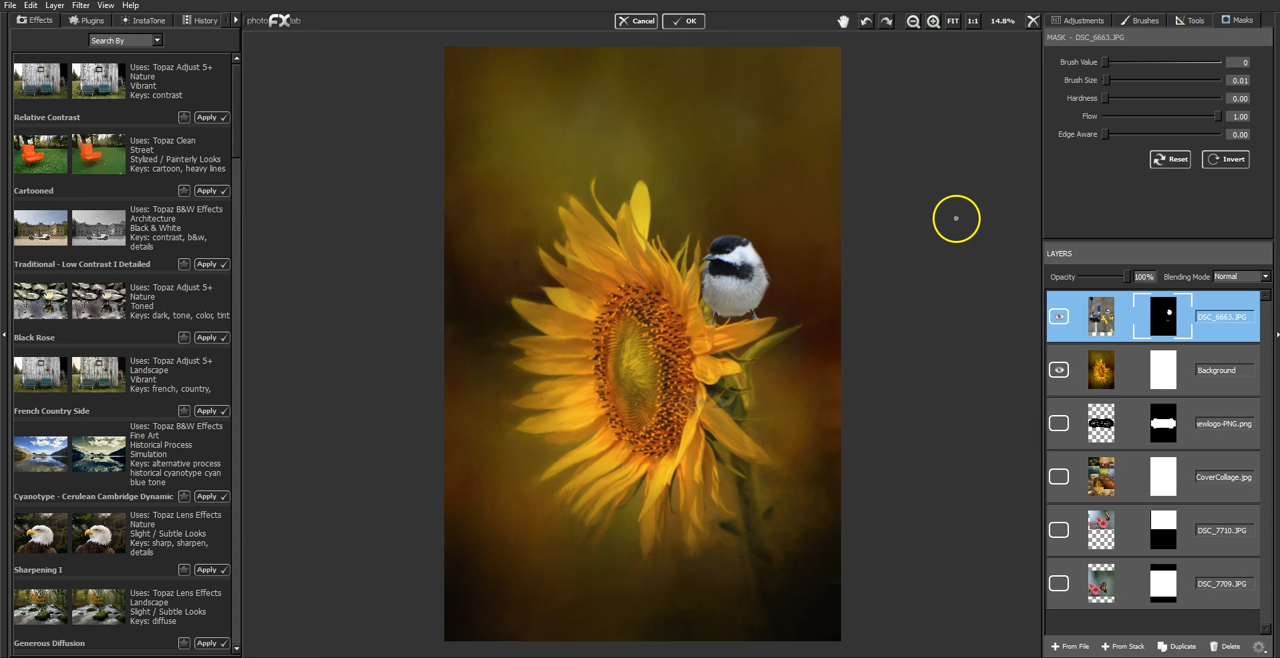 File Edit Layer Filter View Help
Effects Plugins InstaTone History
photo FX lab
Cancel OK
FIT 1:1 14.8%
Adjustments Brushes Tools Masks
Search By
Uses: Topaz Adjust 5+
Nature
Vibrant
Keys: contrast
Relative Contrast Apply
Uses: Topaz Clean
Street
Stylized / Painterly Looks
Keys: cartoon, heavy lines
Cartooned Apply
Uses: Topaz B&W Effects
Architecture
Black & White
Keys: contrast, b&w,
details
Traditional - Low Contrast I Detailed Apply
Uses: Topaz Adjust 5+
Nature
Toned
Keys: dark, tone, color, tint
Black Rose Apply
Uses: Topaz Adjust 5+
Landscape
Vibrant
Keys: french, country,
French Country Side Apply
Uses: Topaz B&W Effects
Fine Art
Historical Process
Simulation
Keys: alternative process
historical cyanotype cyan
blue tone
Cyanotype - Cerulean Cambridge Dynamic Apply
Uses: Topaz Lens Effects
Nature
Slight / Subtle Looks
Keys: sharp, sharpen,
details
Sharpening I Apply
Uses: Topaz Lens Effects
Landscape
Slight / Subtle Looks
Keys: diffuse
Generous Diffusion Apply
MASK - DSC_6663.JPG
Brush Value 0
Brush Size 0.01
Hardness 0.00
Flow 1.00
Edge Aware 0.00
Reset Invert
LAYERS
Opacity 100% Blending Mode Normal
DSC_6663.JPG
Background
ewlogo-PNG.png
CoverCollage.jpg
DSC_7710.JPG
DSC_7709.JPG
From File From Stack Duplicate Delete